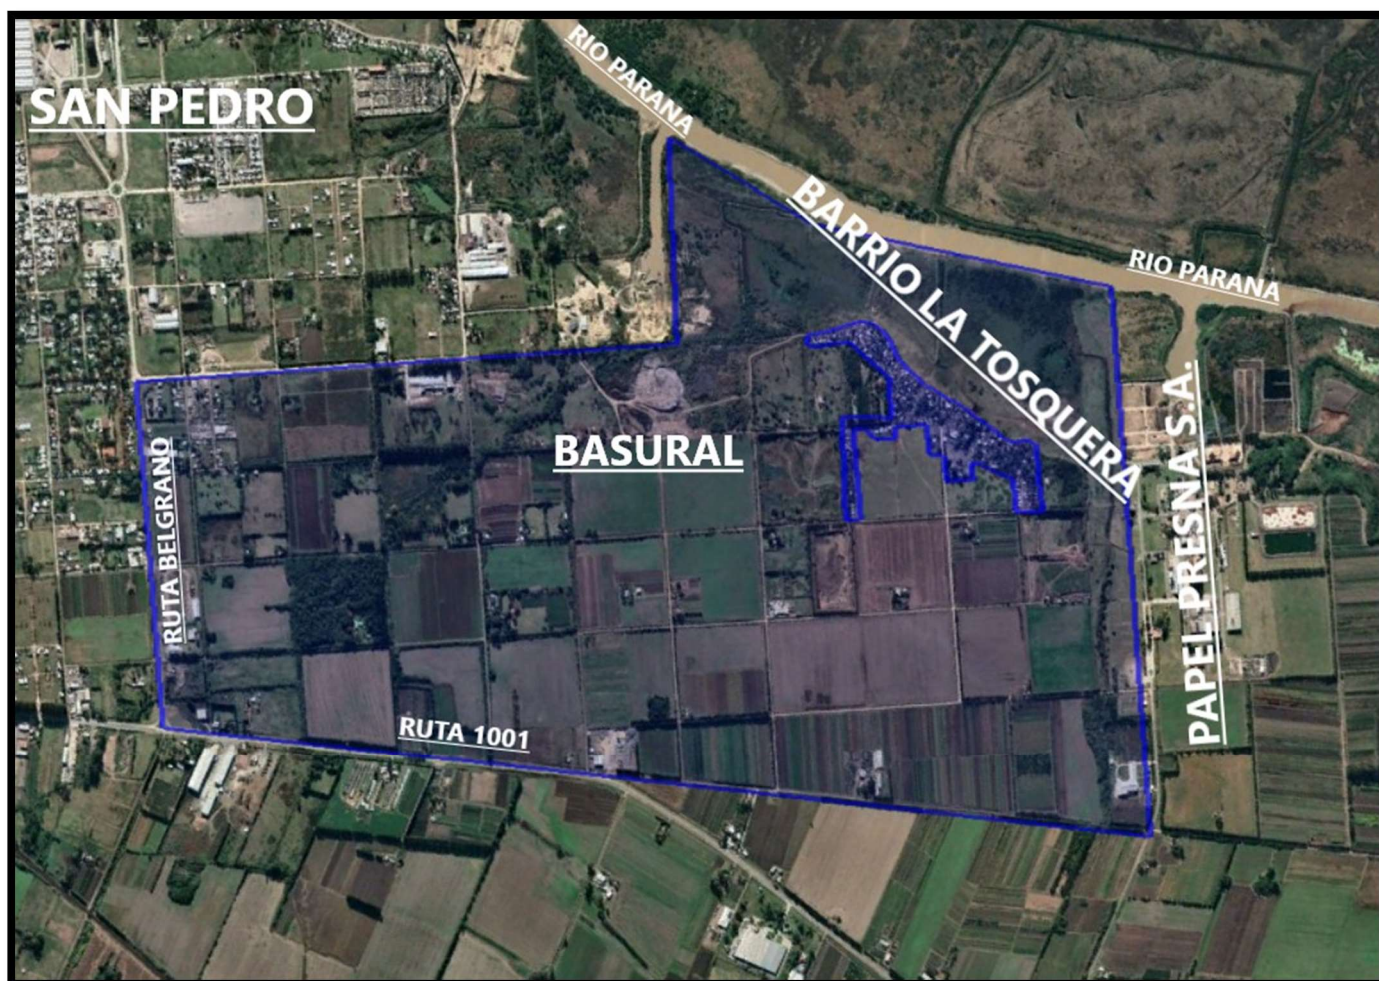 SAN PEDRO
RIO PARANA
BARRIO LA TOSQUERA
RIO PARANA
BASURAL
RUTA BELGRANO
PAPEL PRESNA S.A.
RUTA 1001